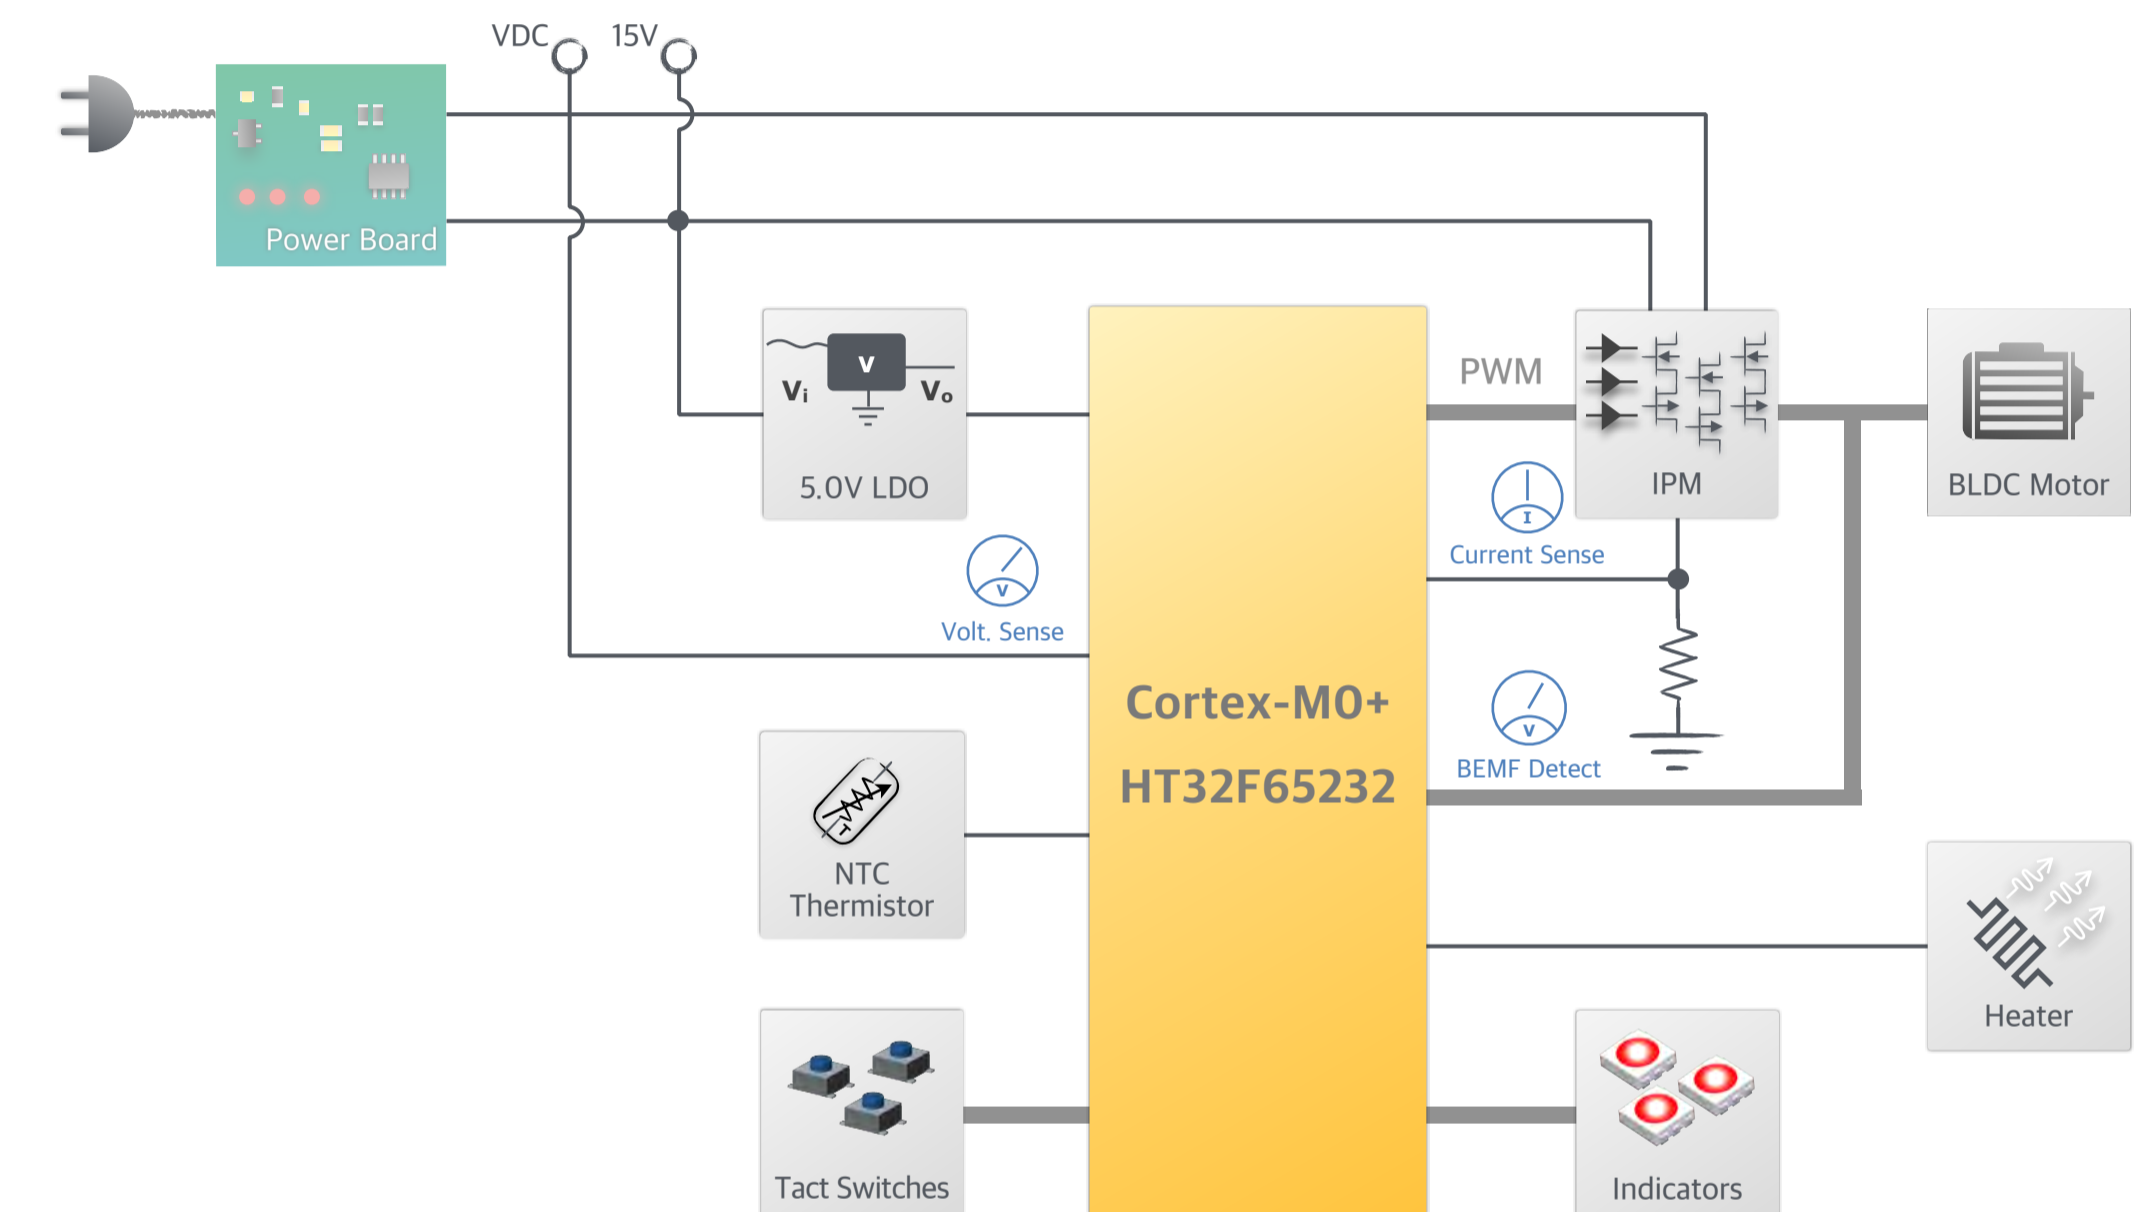 VDC
15V
Power Board
V
Vi
Vo
5.0V LDO
PWM
IPM
BLDC Motor
I
Current Sense
V
Volt. Sense
Cortex-M0+
HT32F65232
V
BEMF Detect
T
NTC
Thermistor
Heater
Tact Switches
Indicators